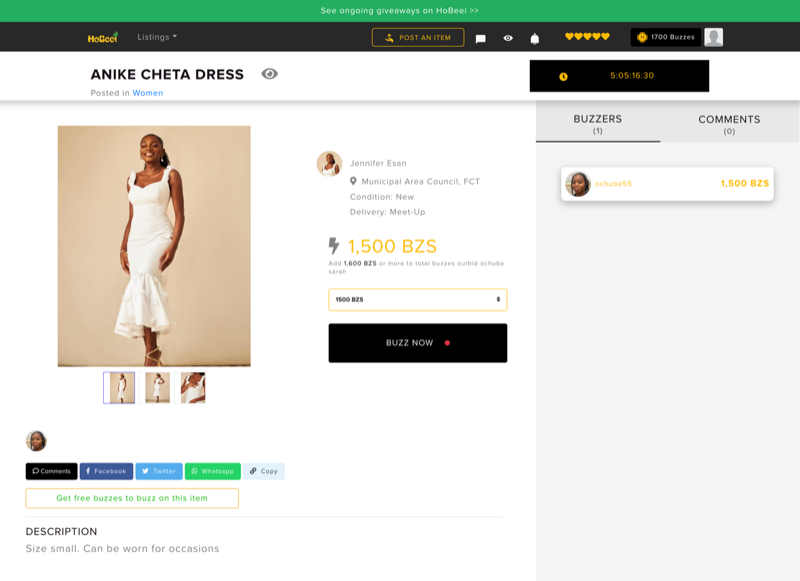 See ongoing giveaways on HoBeei >>
HoBeei
Listings
POST AN ITEM
1700 Buzzes
ANIKE CHETA DRESS
Posted in Women
5:05:16:30
BUZZERS
(1)
COMMENTS
(0)
ochuba55
1,500 BZS
Jennifer Esan
Municipal Area Council, FCT
Condition: New
Delivery: Meet-Up
1,500 BZS
Add 1,600 BZS or more to total buzzes outbid ochuba
sarah
1500 BZS
BUZZ NOW
Comments
Facebook
Twitter
Whatsapp
Copy
Get free buzzes to buzz on this item
DESCRIPTION
Size small. Can be worn for occasions